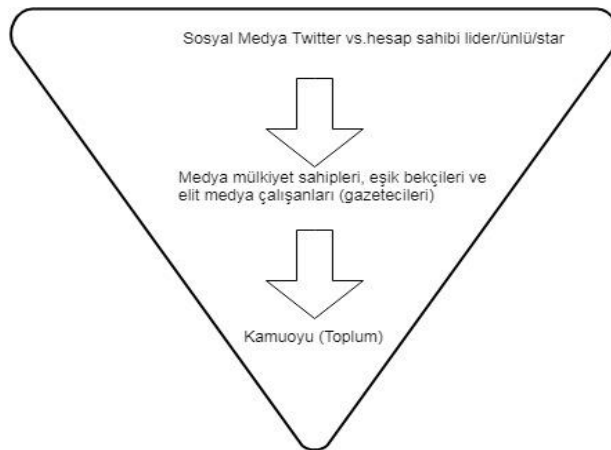 Sosyal Medya Twitter vs.hesap sahibi lider/ünlü/star
Medya mülkiyet sahipleri, eşik bekçileri ve
elit medya çalışanları (gazetecileri)
Kamuoyu (Toplum)